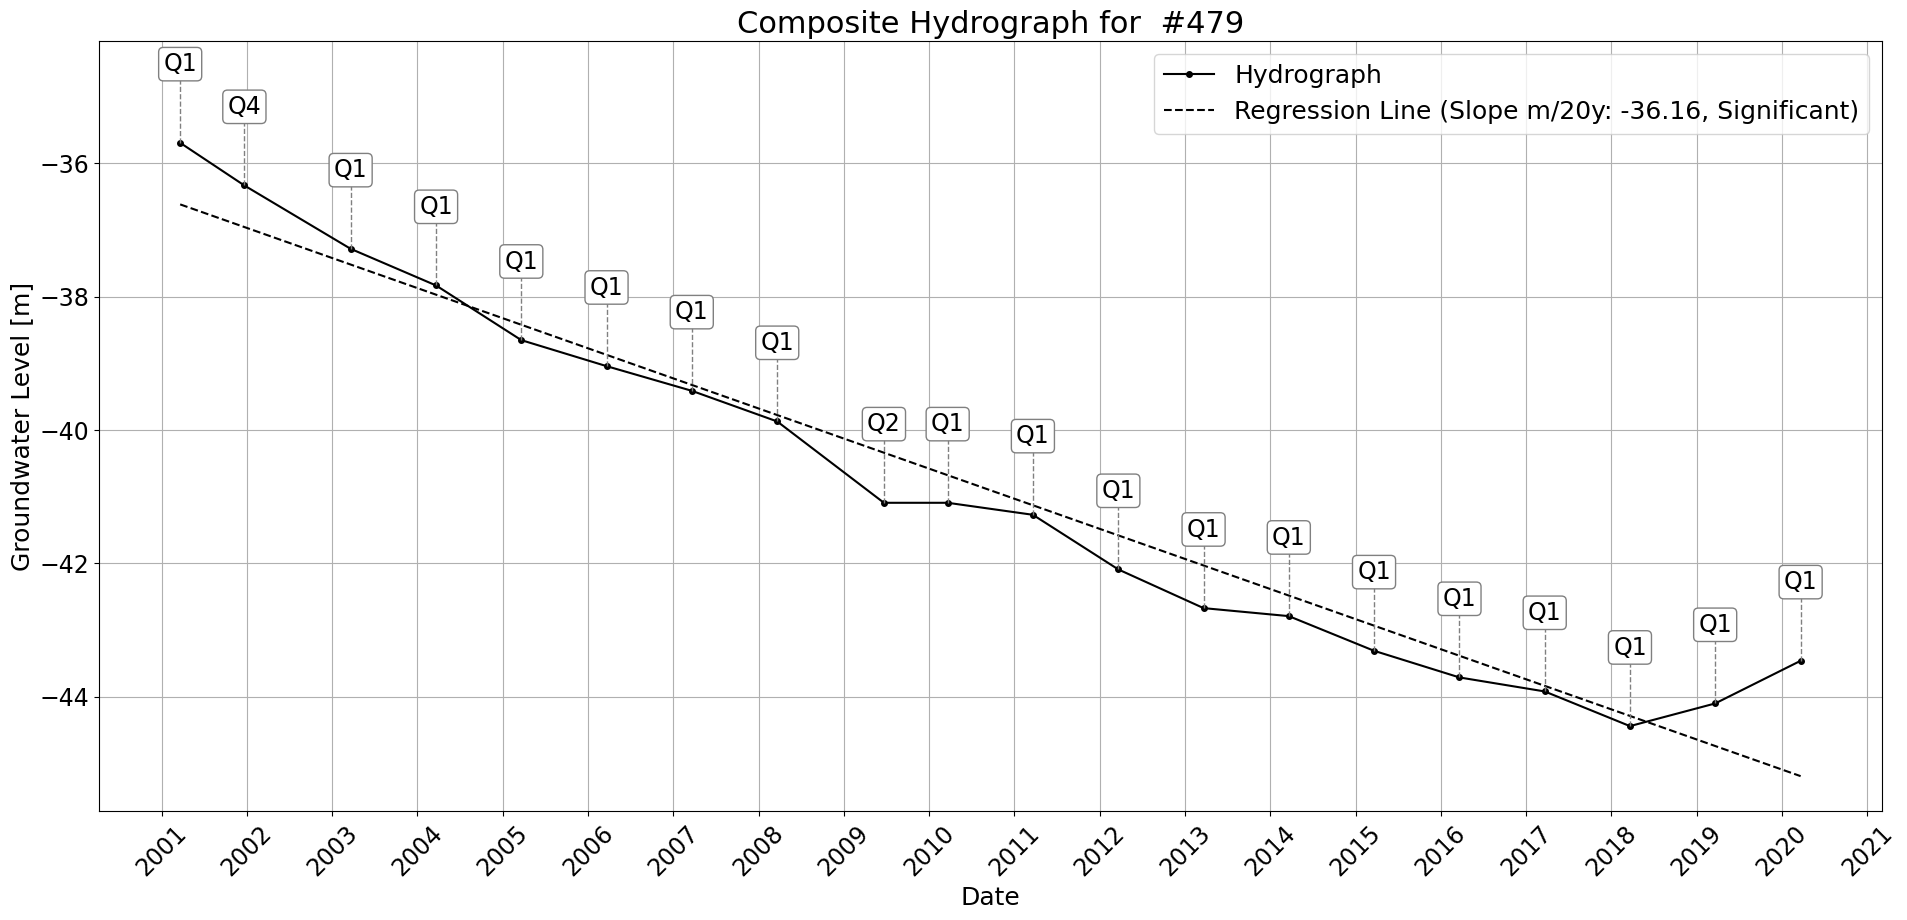 Composite Hydrograph for  #479
Hydrograph
Regression Line (Slope m/20y: -36.16, Significant)
Q1
Q4
Q1
Q1
Q1
Q1
Q1
Q1
Q2
Q1
Q1
Q1
Q1
Q1
Q1
Q1
Q1
Q1
Q1
Q1
Groundwater Level [m]
−36
−38
−40
−42
−44
2001
2002
2003
2004
2005
2006
2007
2008
2009
2010
2011
2012
2013
2014
2015
2016
2017
2018
2019
2020
2021
Date